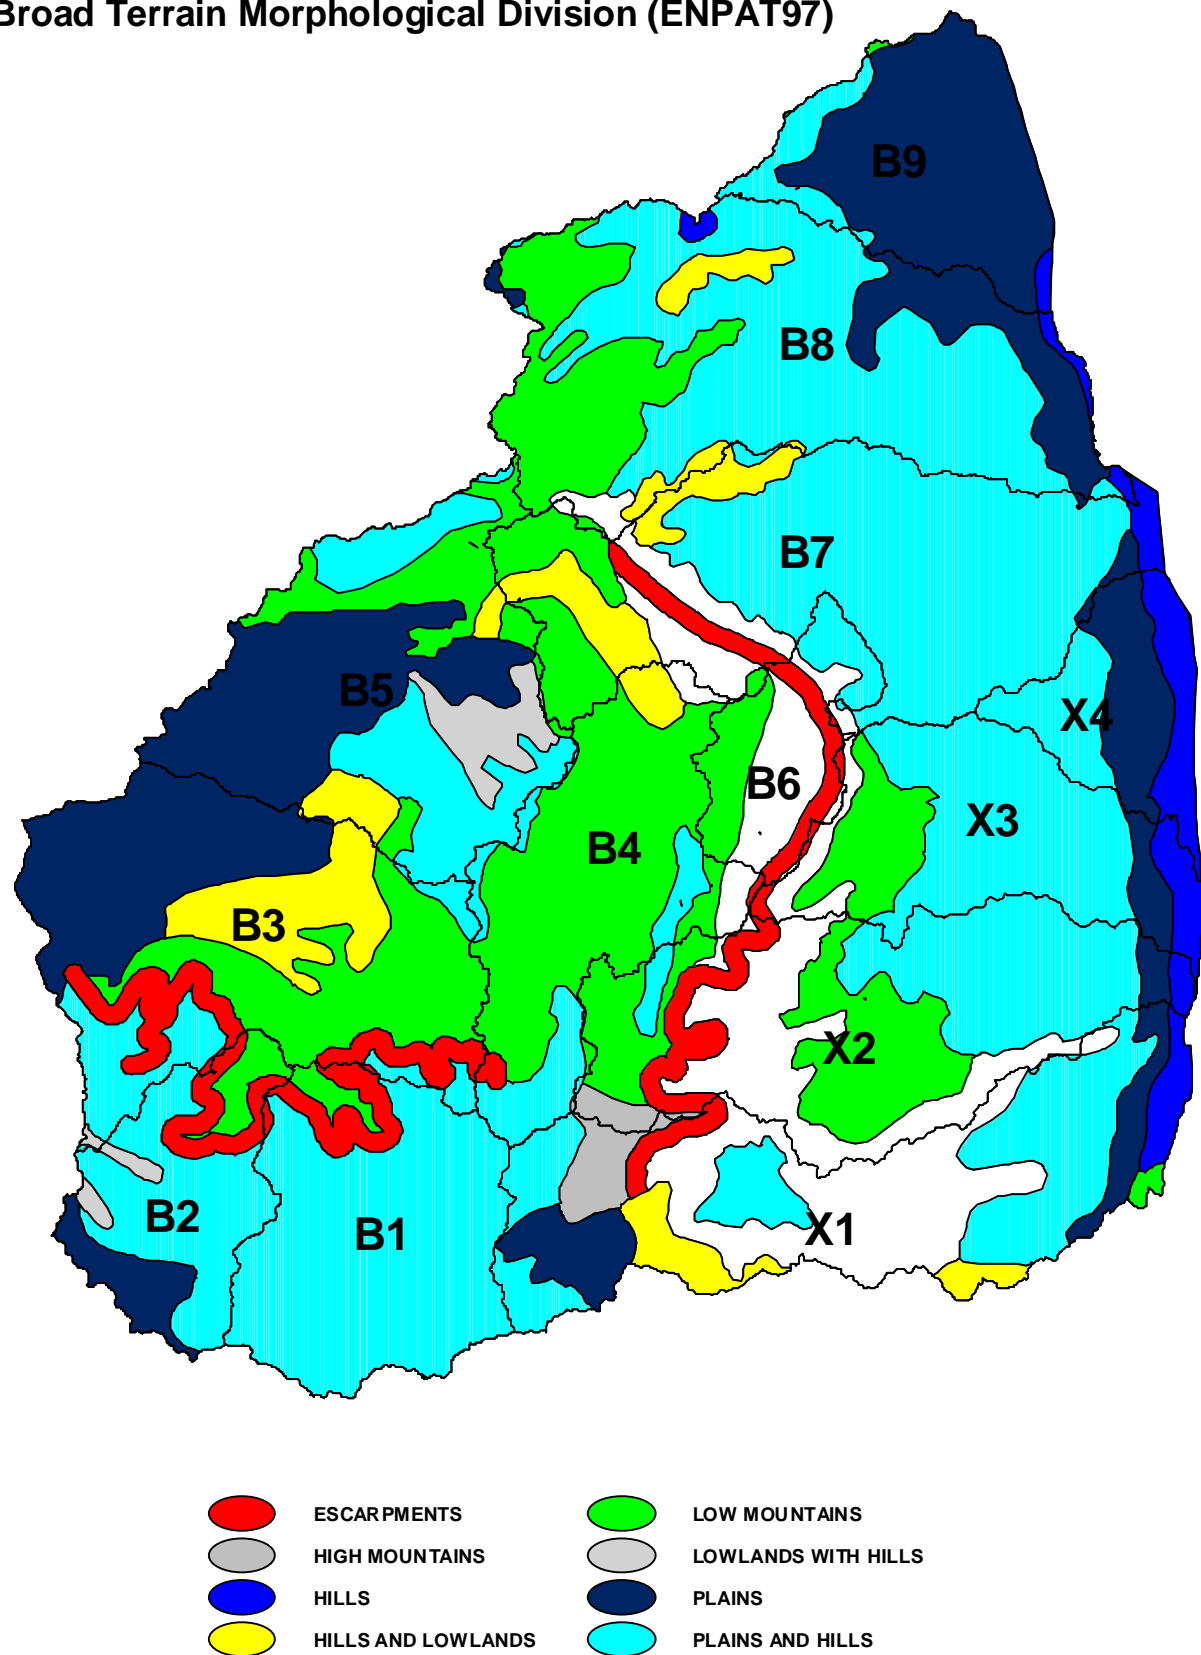 Broad Terrain Morphological Division (ENPAT97)
B9
B8
B7
B5
X4
B6
X3
B4
B3
X2
B2
X1
B1
ESCARPMENTS
LOW MOUNTAINS
HIGH MOUNTAINS
LOWLANDS WITH HILLS
HILLS
PLAINS
HILLS AND LOWLANDS
PLAINS AND HILLS